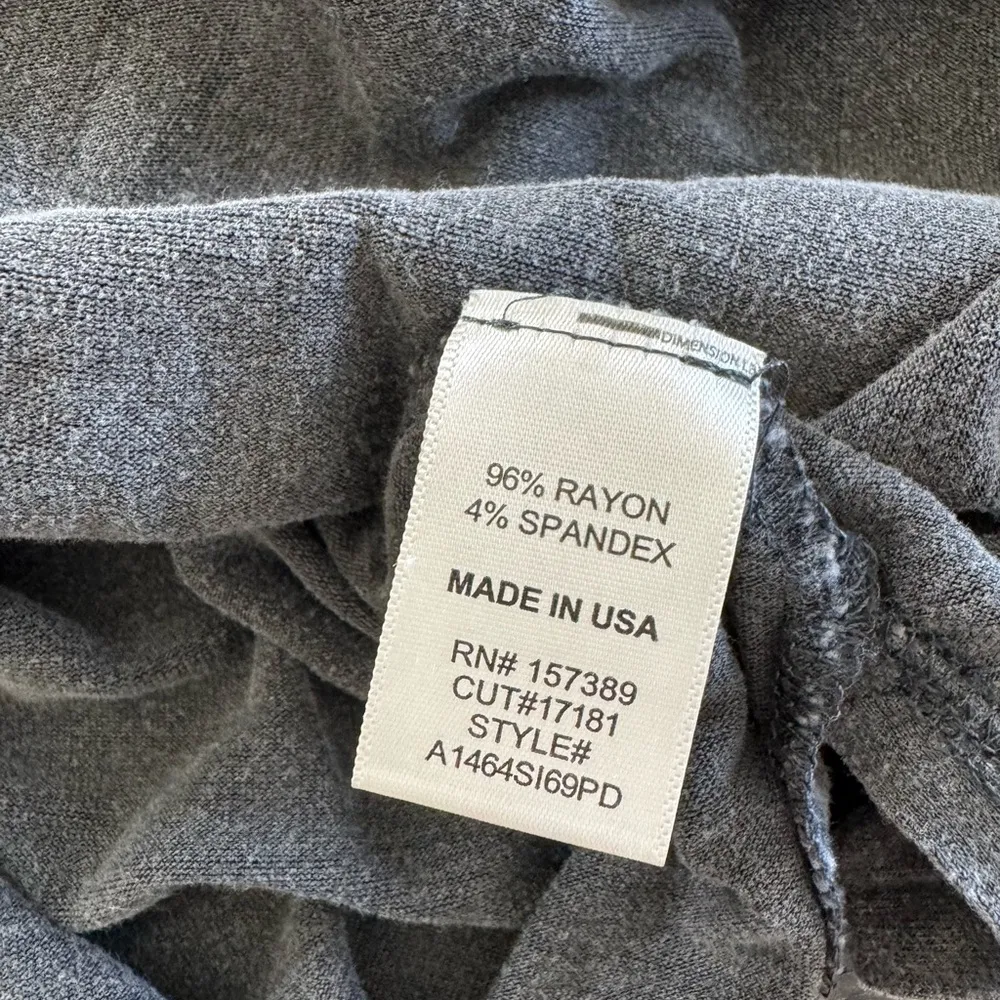 DIMENSION
96% RAYON
4% SPANDEX
MADE IN USA
RN# 157389
CUT#17181
STYLE#
A1464SI69PD